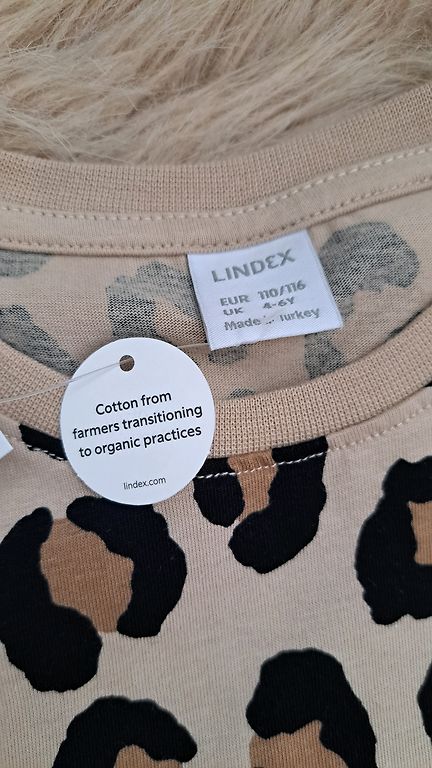 LINDEX
EUR 110/116
UK 4-6Y
Made in Turkey
Cotton from
farmers transitioning
to organic practices
lindex.com